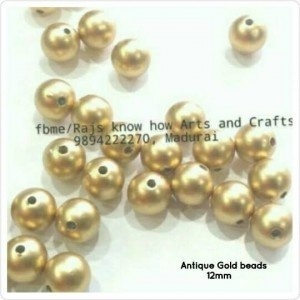 fbme/Rajs know how Arts and Crafts
9894222270, Madurai
Antique Gold beads
12mm